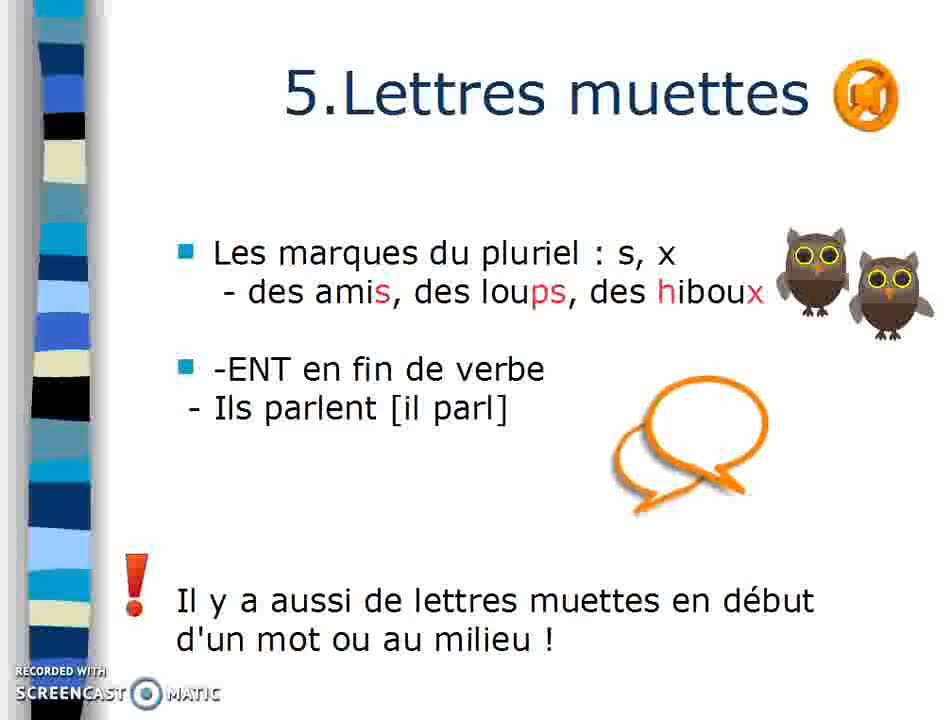 5.Lettres muettes
Les marques du pluriel : s, x
- des amis, des loups, des hiboux
-ENT en fin de verbe
- Ils parlent [il parl]
Il y a aussi de lettres muettes en début
d'un mot ou au milieu !
RECORDED WITH
SCREENCAST MATIC